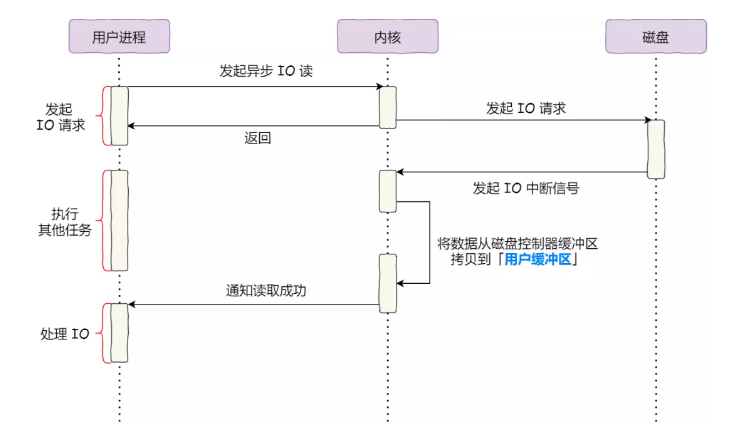 用户进程
内核
磁盘
发起异步 IO 读
发起
IO 请求
发起 IO 请求
返回
发起 IO 中断信号
执行
其他任务
将数据从磁盘控制器缓冲区
拷贝到「用户缓冲区」
通知读取成功
处理 IO